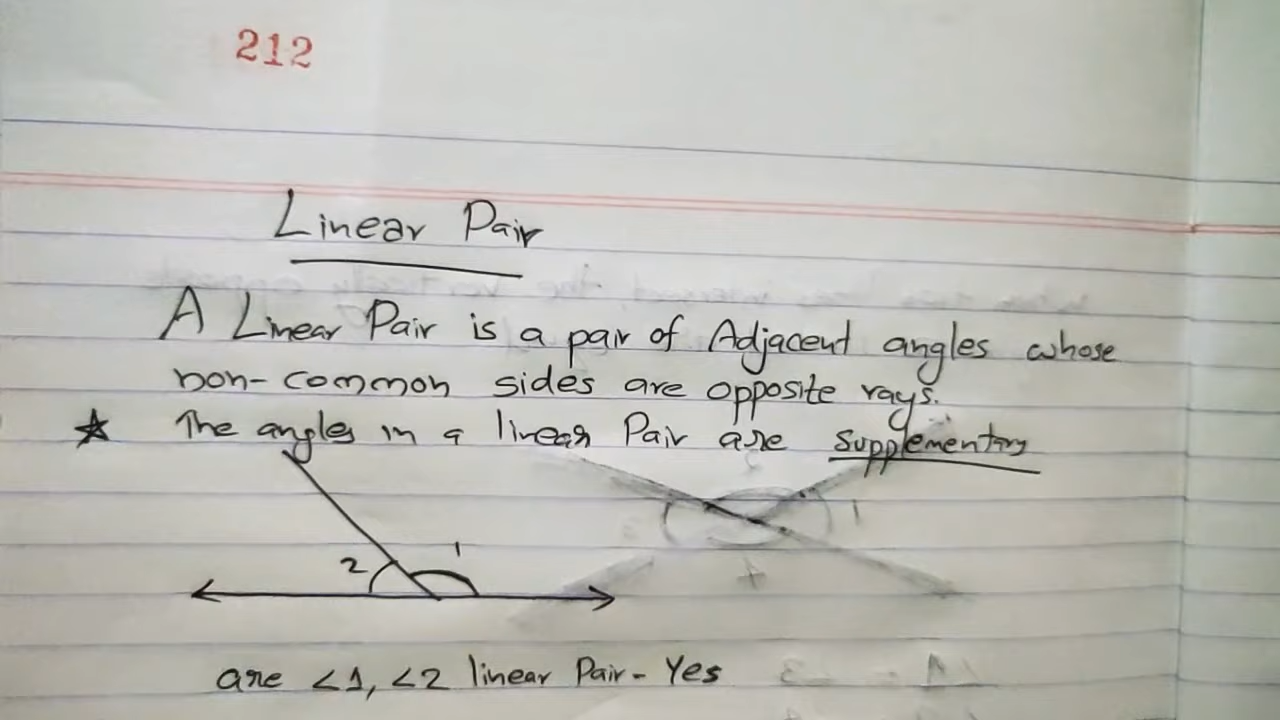 212
Linear Pair
A Linear Pair is a pair of Adjacent angles whose
non-common sides are opposite rays.
☆ The angles in a linear Pair are supplementary
2 1
are <1, <2 linear Pair - Yes